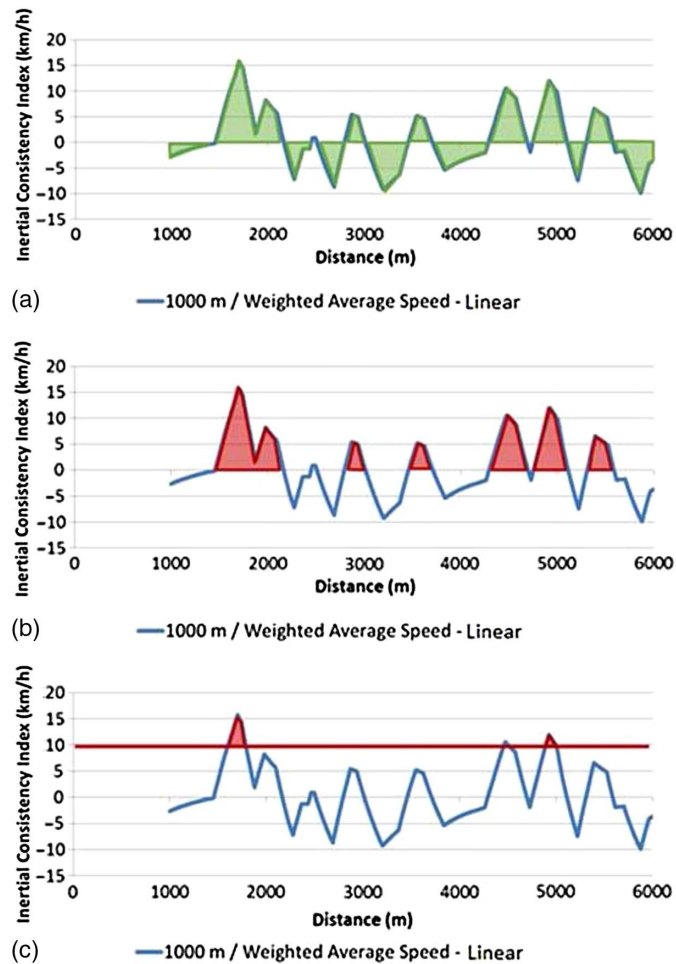 Inertial Consistency Index (km/h)
20
15
10
5
0
−5
−10
−15
0 1000 2000 3000 4000 5000 6000
Distance (m)
(a)
1000 m / Weighted Average Speed - Linear
Inertial Consistency Index (km/h)
20
15
10
5
0
−5
−10
−15
0 1000 2000 3000 4000 5000 6000
Distance (m)
(b)
1000 m / Weighted Average Speed - Linear
Inertial Consistency Index (km/h)
20
15
10
5
0
−5
−10
−15
0 1000 2000 3000 4000 5000 6000
Distance (m)
(c)
1000 m / Weighted Average Speed - Linear